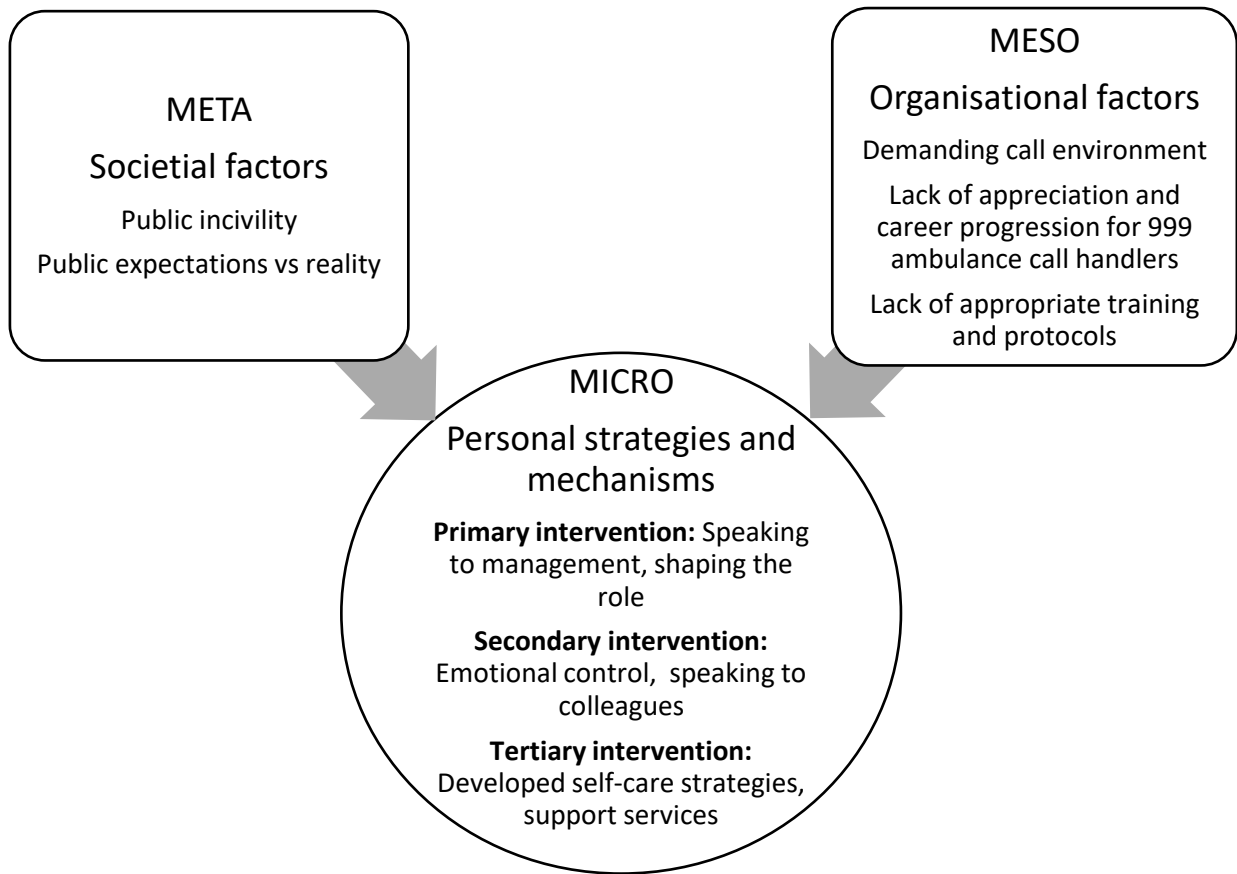 META
Societial factors
Public incivility
Public expectations vs reality
MESO
Organisational factors
Demanding call environment
Lack of appreciation and
career progression for 999
ambulance call handlers
Lack of appropriate training
and protocols
MICRO
Personal strategies and
mechanisms
Primary intervention: Speaking
to management, shaping the
role
Secondary intervention:
Emotional control,  speaking to
colleagues
Tertiary intervention:
Developed self-care strategies,
support services